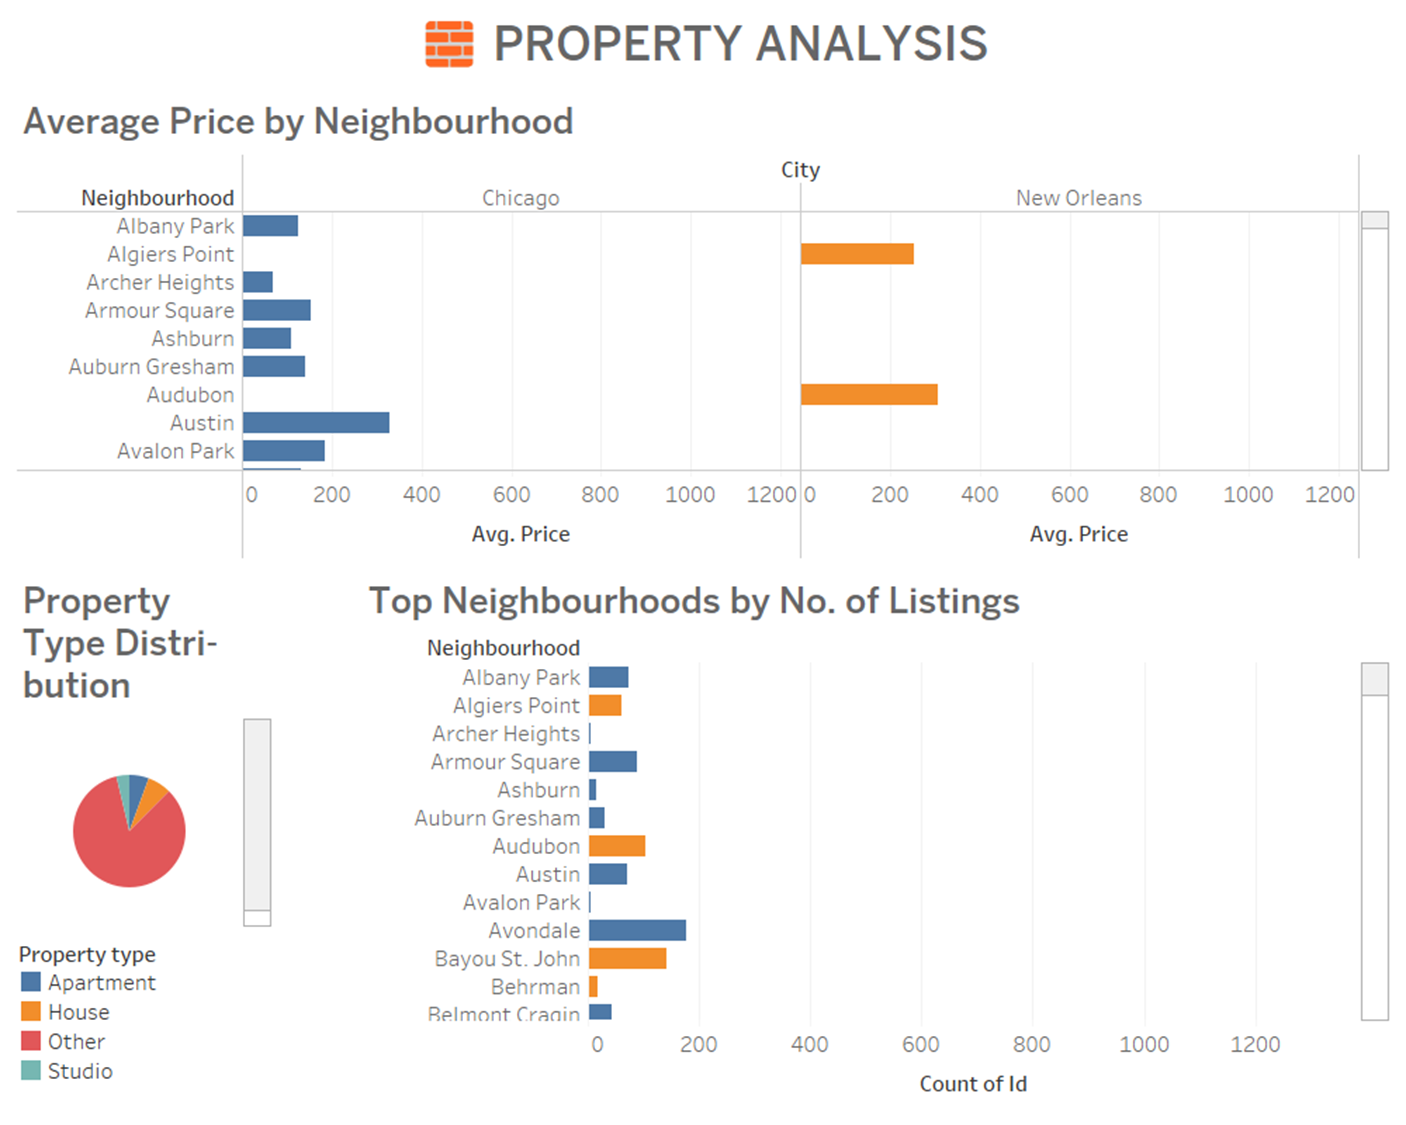 PROPERTY ANALYSIS
Average Price by Neighbourhood
City
Neighbourhood Chicago New Orleans
Albany Park
Algiers Point
Archer Heights
Armour Square
Ashburn
Auburn Gresham
Audubon
Austin
Avalon Park
0 200 400 600 800 1000 1200 0 200 400 600 800 1000 1200
Avg. Price Avg. Price
Property
Type Distri-
bution
Property type
Apartment
House
Other
Studio
Top Neighbourhoods by No. of Listings
Neighbourhood
Albany Park
Algiers Point
Archer Heights
Armour Square
Ashburn
Auburn Gresham
Audubon
Austin
Avalon Park
Avondale
Bayou St. John
Behrman
Belmont Cragin
0 200 400 600 800 1000 1200
Count of Id